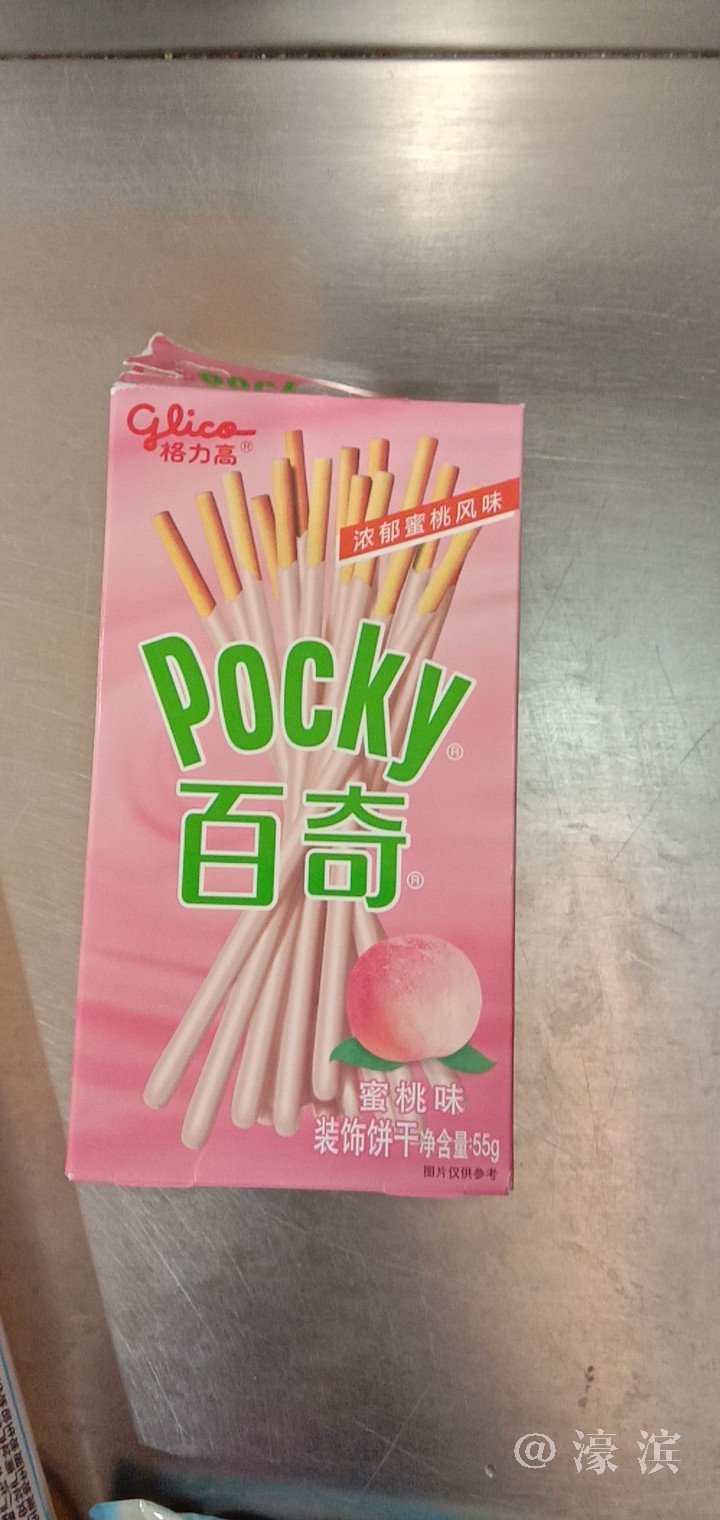 Glico
格力高®
浓郁蜜桃风味
Pocky®
百奇®
蜜桃味
装饰饼干净含量:55g
图片仅供参考
@濠滨